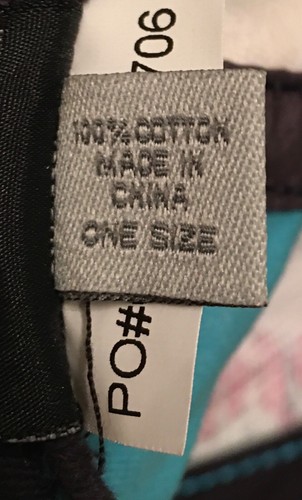 100% COTTON
MADE IN
CHINA
ONE SIZE
PO#
706